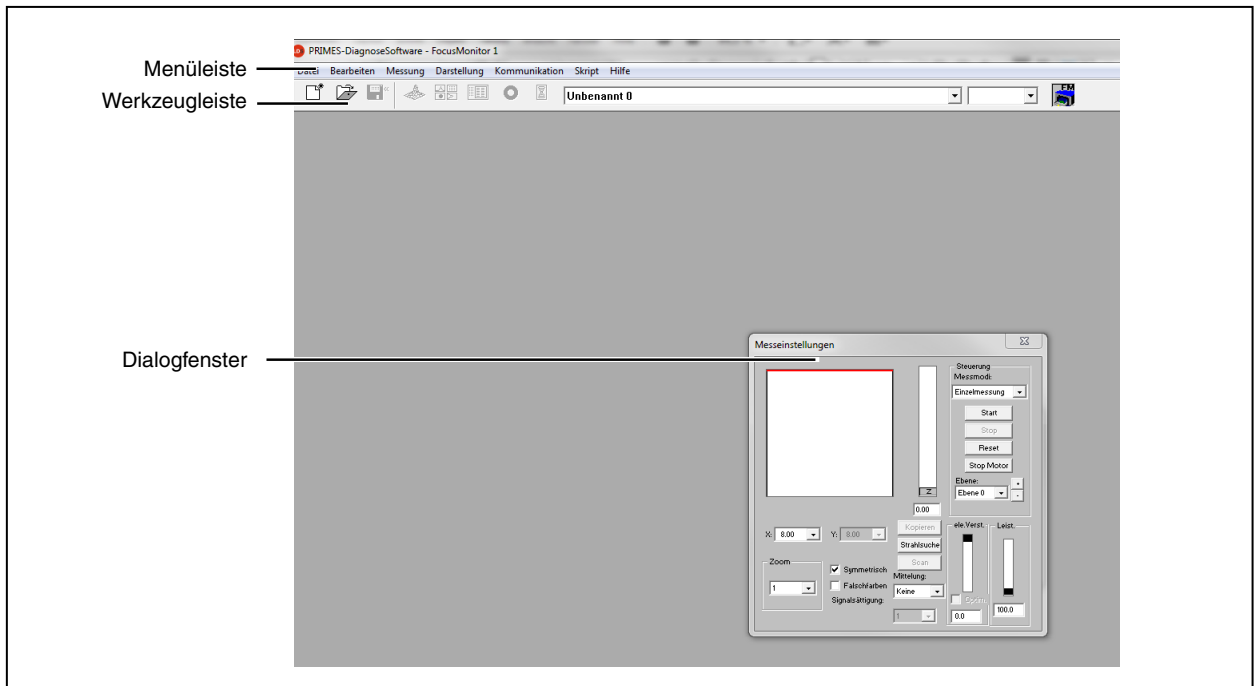 PRIMES-DiagnoseSoftware - FocusMonitor 1
Menüleiste
Datei Bearbeiten Messung Darstellung Kommunikation Skript Hilfe
Werkzeugleiste
Unbenannt 0
Dialogfenster
Messeinstellungen
Steuerung
Messmodi:
Einzelmessung
Start
Stop
Reset
Stop Motor
Ebene:
Ebene 0
+
-
Z
0.00
X: 8.00 Y: 8.00
Kopieren
Strahlsuche
Scan
ele.Verst.
Leist.
Zoom
1
Symmetrisch
Falschfarben
Signalsättigung:
Mittelung:
Keine
1
Optim.
0.0
100.0